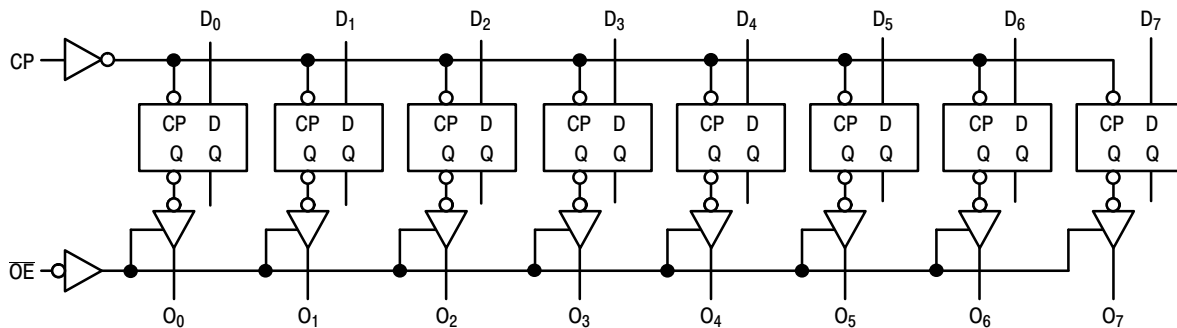 D₀ D₁ D₂ D₃ D₄ D₅ D₆ D₇
CP
CP D CP D CP D CP D CP D CP D CP D CP D
Q Q Q Q Q Q Q Q Q Q Q Q Q Q Q Q
O̅E̅
O₀ O₁ O₂ O₃ O₄ O₅ O₆ O₇